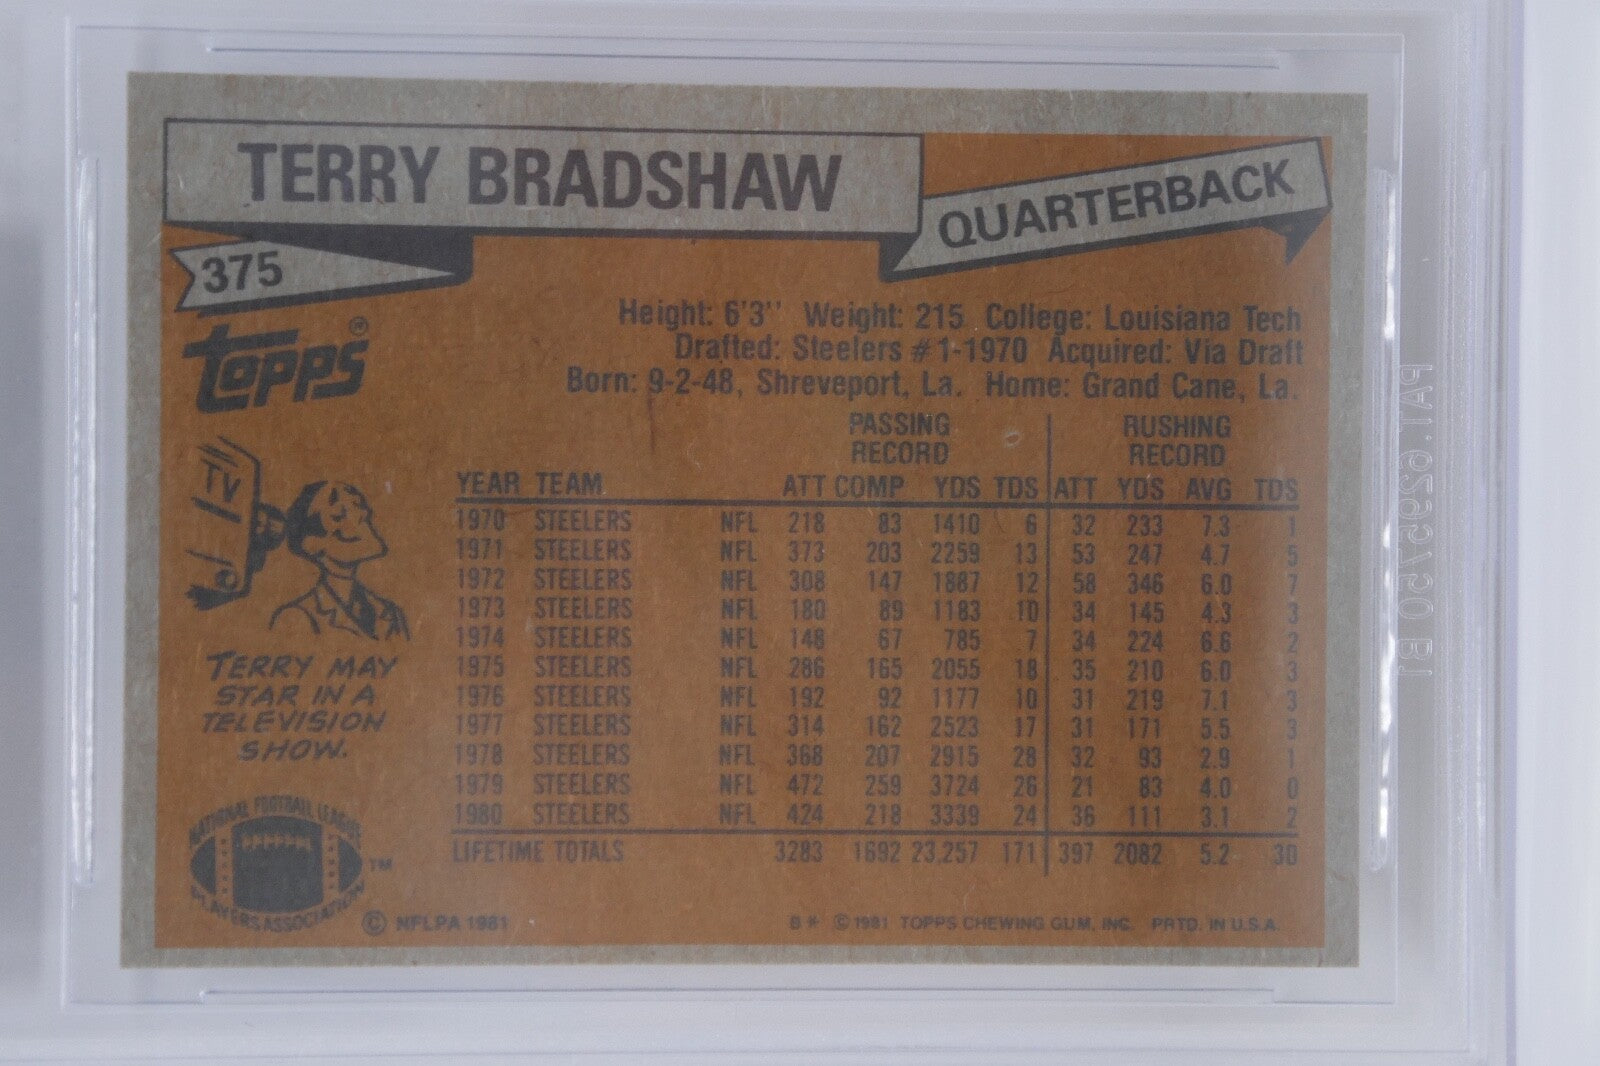 TERRY BRADSHAW
QUARTERBACK
375
Topps®
Height: 6'3'' Weight: 215 College: Louisiana Tech
Drafted: Steelers #1-1970 Acquired: Via Draft
Born: 9-2-48, Shreveport, La. Home: Grand Cane, La.
PASSING RECORD
RUSHING RECORD
YEAR TEAM ATT COMP YDS TDS ATT YDS AVG TDS
1970 STEELERS NFL 218 83 1410 6 32 233 7.3 1
1971 STEELERS NFL 373 203 2259 13 53 247 4.7 5
1972 STEELERS NFL 308 147 1887 12 58 346 6.0 7
1973 STEELERS NFL 180 89 1183 10 34 145 4.3 3
1974 STEELERS NFL 148 67 785 7 34 224 6.6 2
1975 STEELERS NFL 286 165 2055 18 35 210 6.0 3
1976 STEELERS NFL 192 92 1177 10 31 219 7.1 3
1977 STEELERS NFL 314 162 2523 17 31 171 5.5 3
1978 STEELERS NFL 368 207 2915 28 32 93 2.9 1
1979 STEELERS NFL 472 259 3724 26 21 83 4.0 0
1980 STEELERS NFL 424 218 3339 24 36 111 3.1 2
LIFETIME TOTALS 3283 1692 23,257 171 397 2082 5.2 30
TV
TERRY MAY
STAR IN A
TELEVISION
SHOW.
NATIONAL FOOTBALL LEAGUE
PLAYERS ASSOCIATION
TM
© NFLPA 1981
B* © 1981 TOPPS CHEWING GUM, INC. PRTD. IN U.S.A.